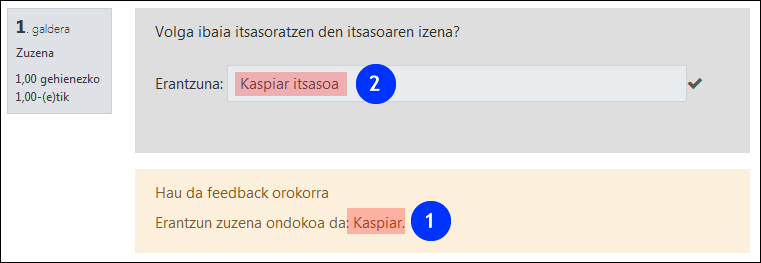 1. galdera
Zuzena
1,00 gehienezko
1,00-(e)tik
Volga ibaia itsasoratzen den itsasoaren izena?
Erantzuna: Kaspiar itsasoa 2
Hau da feedback orokorra
Erantzun zuzena ondokoa da: Kaspiar. 1